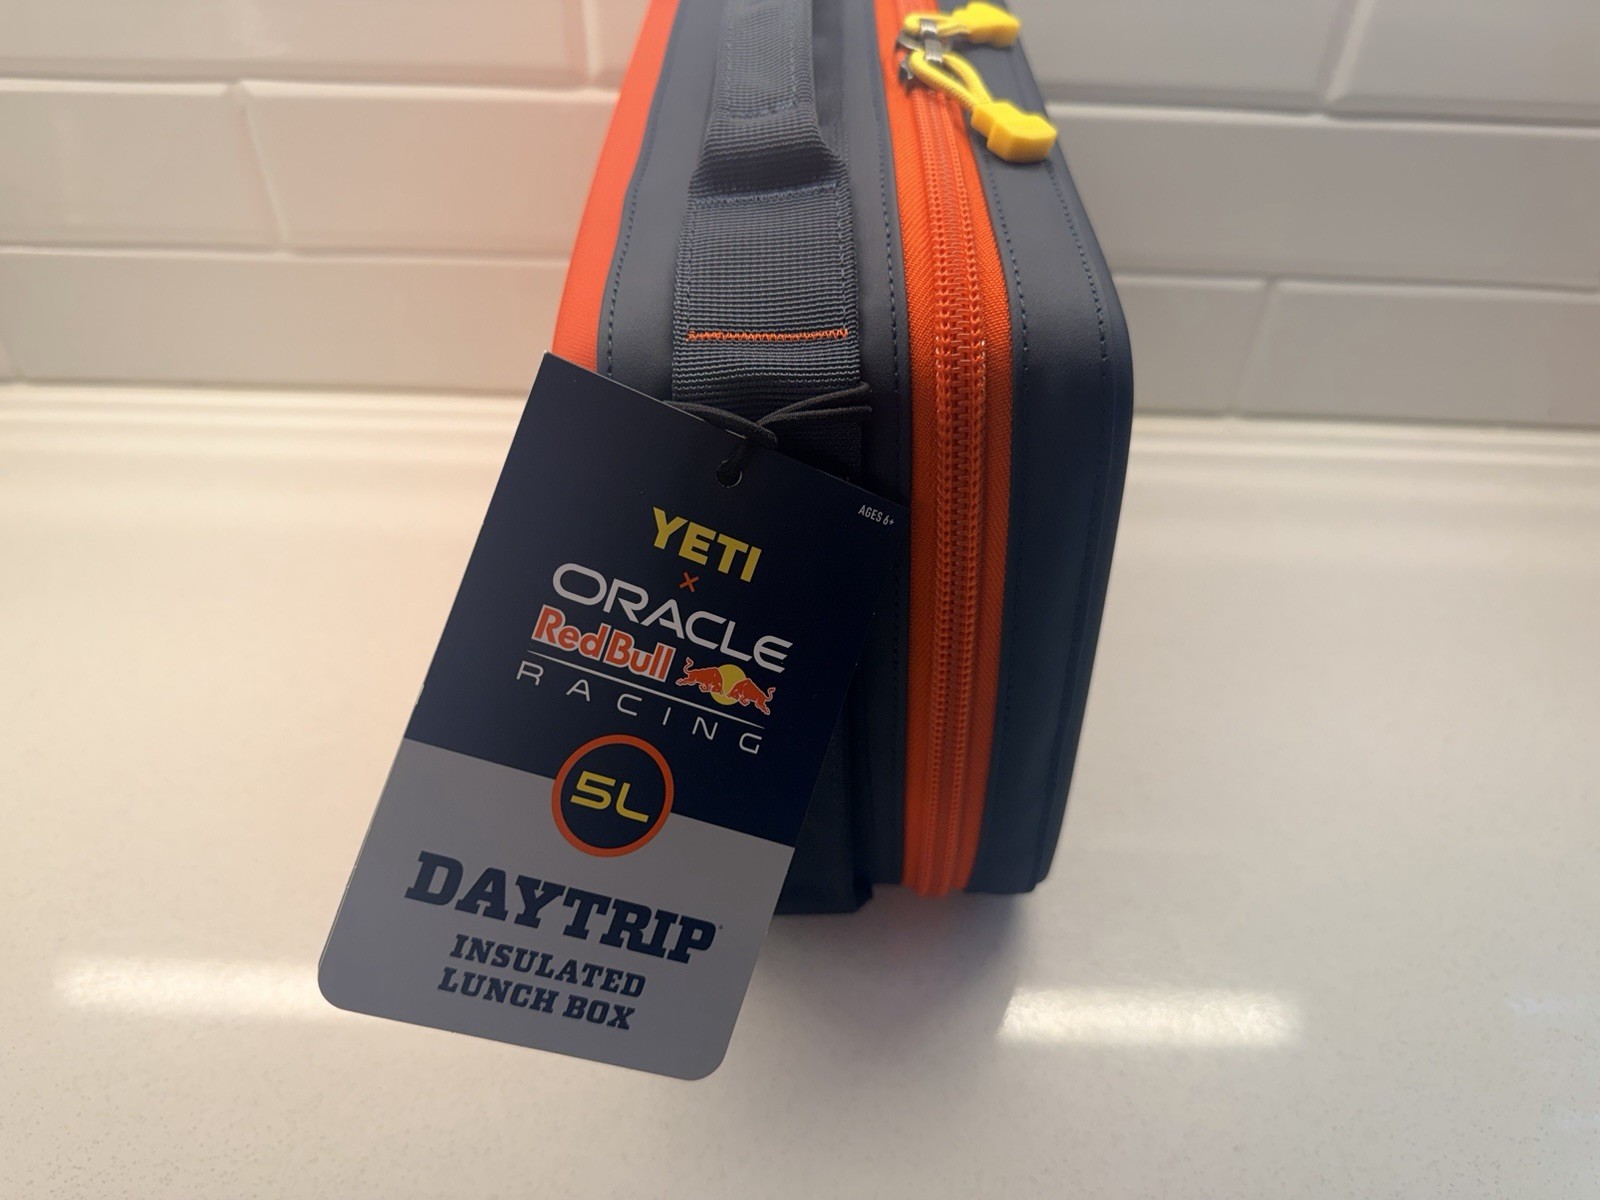 AGES 6+
YETI
×
ORACLE
Red Bull
RACING
5L
DAYTRIP
INSULATED
LUNCH BOX